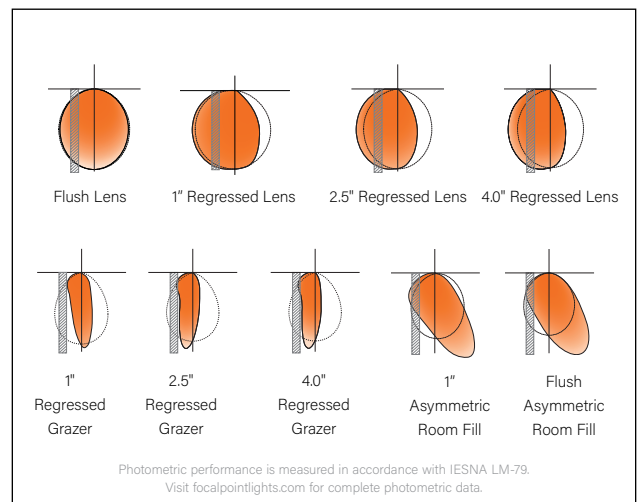 Flush Lens
1” Regressed Lens
2.5" Regressed Lens
4.0" Regressed Lens
1"
Regressed
Grazer
2.5"
Regressed
Grazer
4.0"
Regressed
Grazer
1”
Asymmetric
Room Fill
Flush
Asymmetric
Room Fill
Photometric performance is measured in accordance with IESNA LM-79.
Visit focalpointlights.com for complete photometric data.